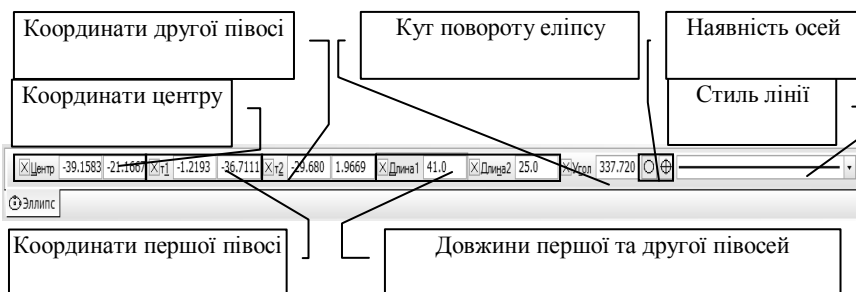 Координати другої півосі
Кут повороту еліпсу
Наявність осей
Координати центру
Стиль лінії
Центр -39.1583 -21.1667 т1 -1.2193 -36.7111 т2 -29.680 1.9669 Длина1 41.0 Длина2 25.0 Угол 337.720
Эллипс
Координати першої півосі
Довжини першої та другої півосей